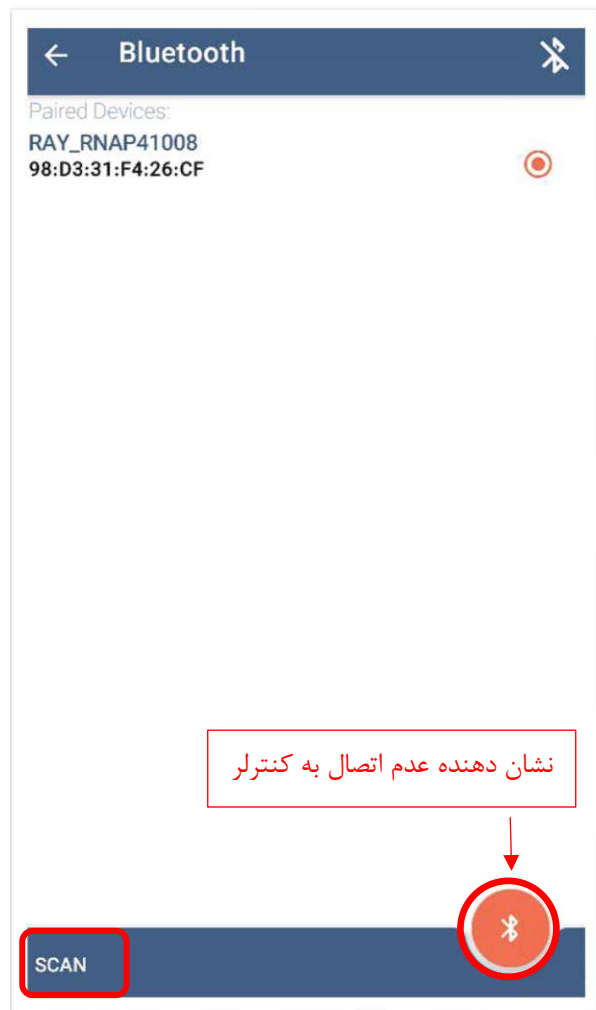 Bluetooth
Paired Devices:
RAY_RNAP41008
98:D3:31:F4:26:CF
نشان دهنده عدم اتصال به کنترلر
SCAN